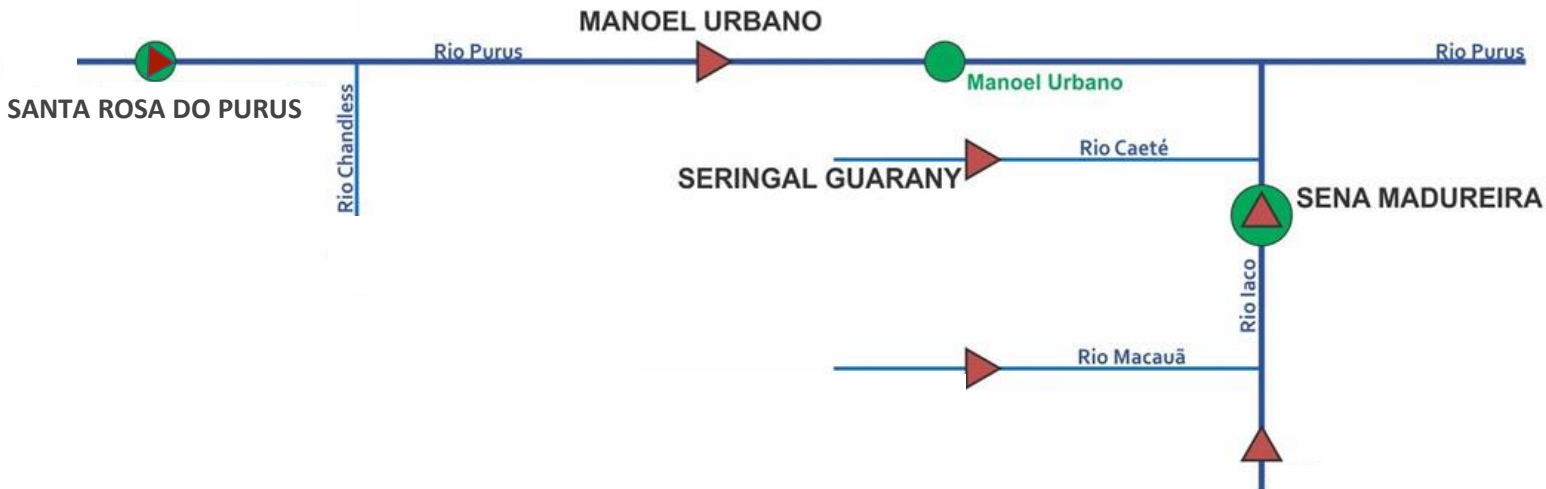 MANOEL URBANO
Rio Purus
Rio Purus
Manoel Urbano
SANTA ROSA DO PURUS
Rio Chandless
Rio Caeté
SERINGAL GUARANY
SENA MADUREIRA
Rio Iaco
Rio Macauã